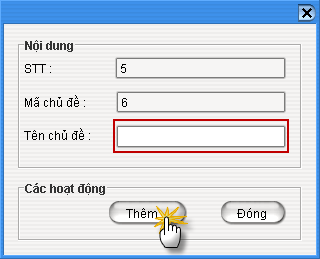 Nội dung
STT : 5
Mã chủ đề : 6
Tên chủ đề :
Các hoạt động
Thêm Đóng